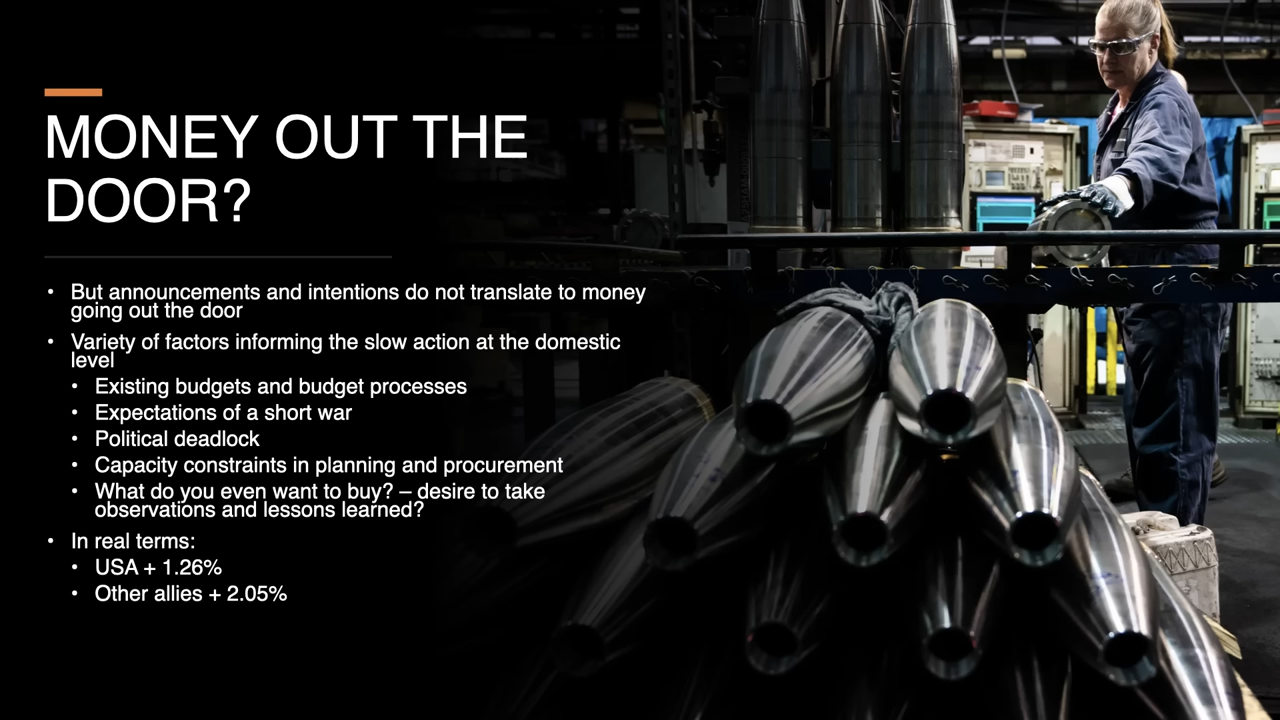 MONEY OUT THE
DOOR?
• But announcements and intentions do not translate to money
going out the door
• Variety of factors informing the slow action at the domestic
level
• Existing budgets and budget processes
• Expectations of a short war
• Political deadlock
• Capacity constraints in planning and procurement
• What do you even want to buy? – desire to take
observations and lessons learned?
• In real terms:
• USA + 1.26%
• Other allies + 2.05%